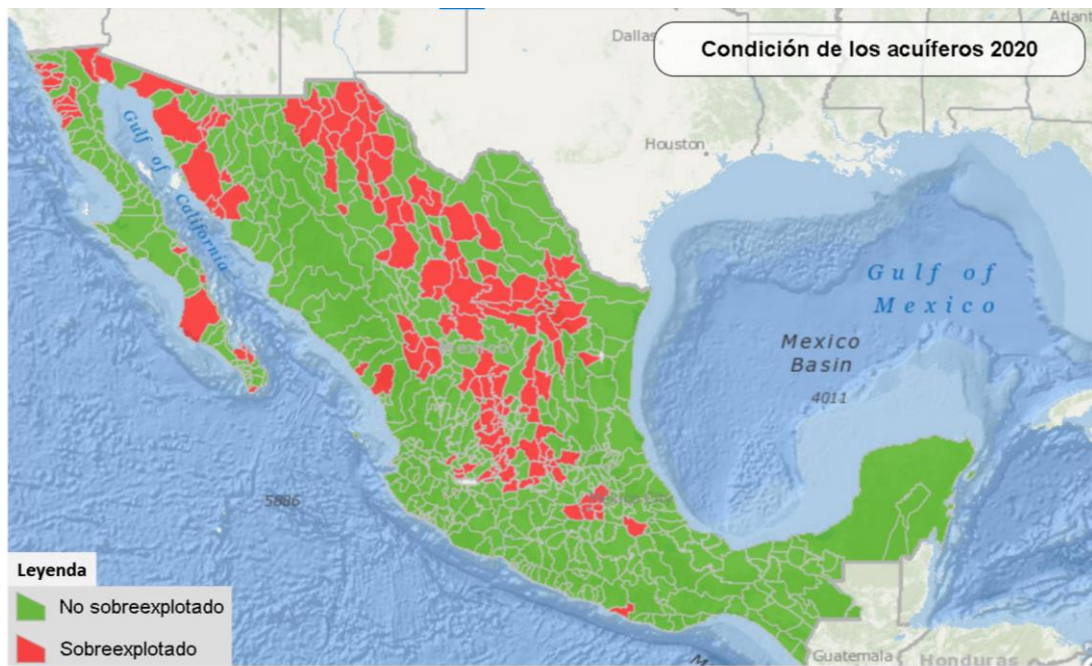 Atlant
Dallas
Condición de los acuíferos 2020
Houston
Gulf of
California
Gulf of
Mexico
Mexico
Basin
4011
5886
Leyenda
No sobreexplotado
Sobreexplotado
Guatemala
Honduras